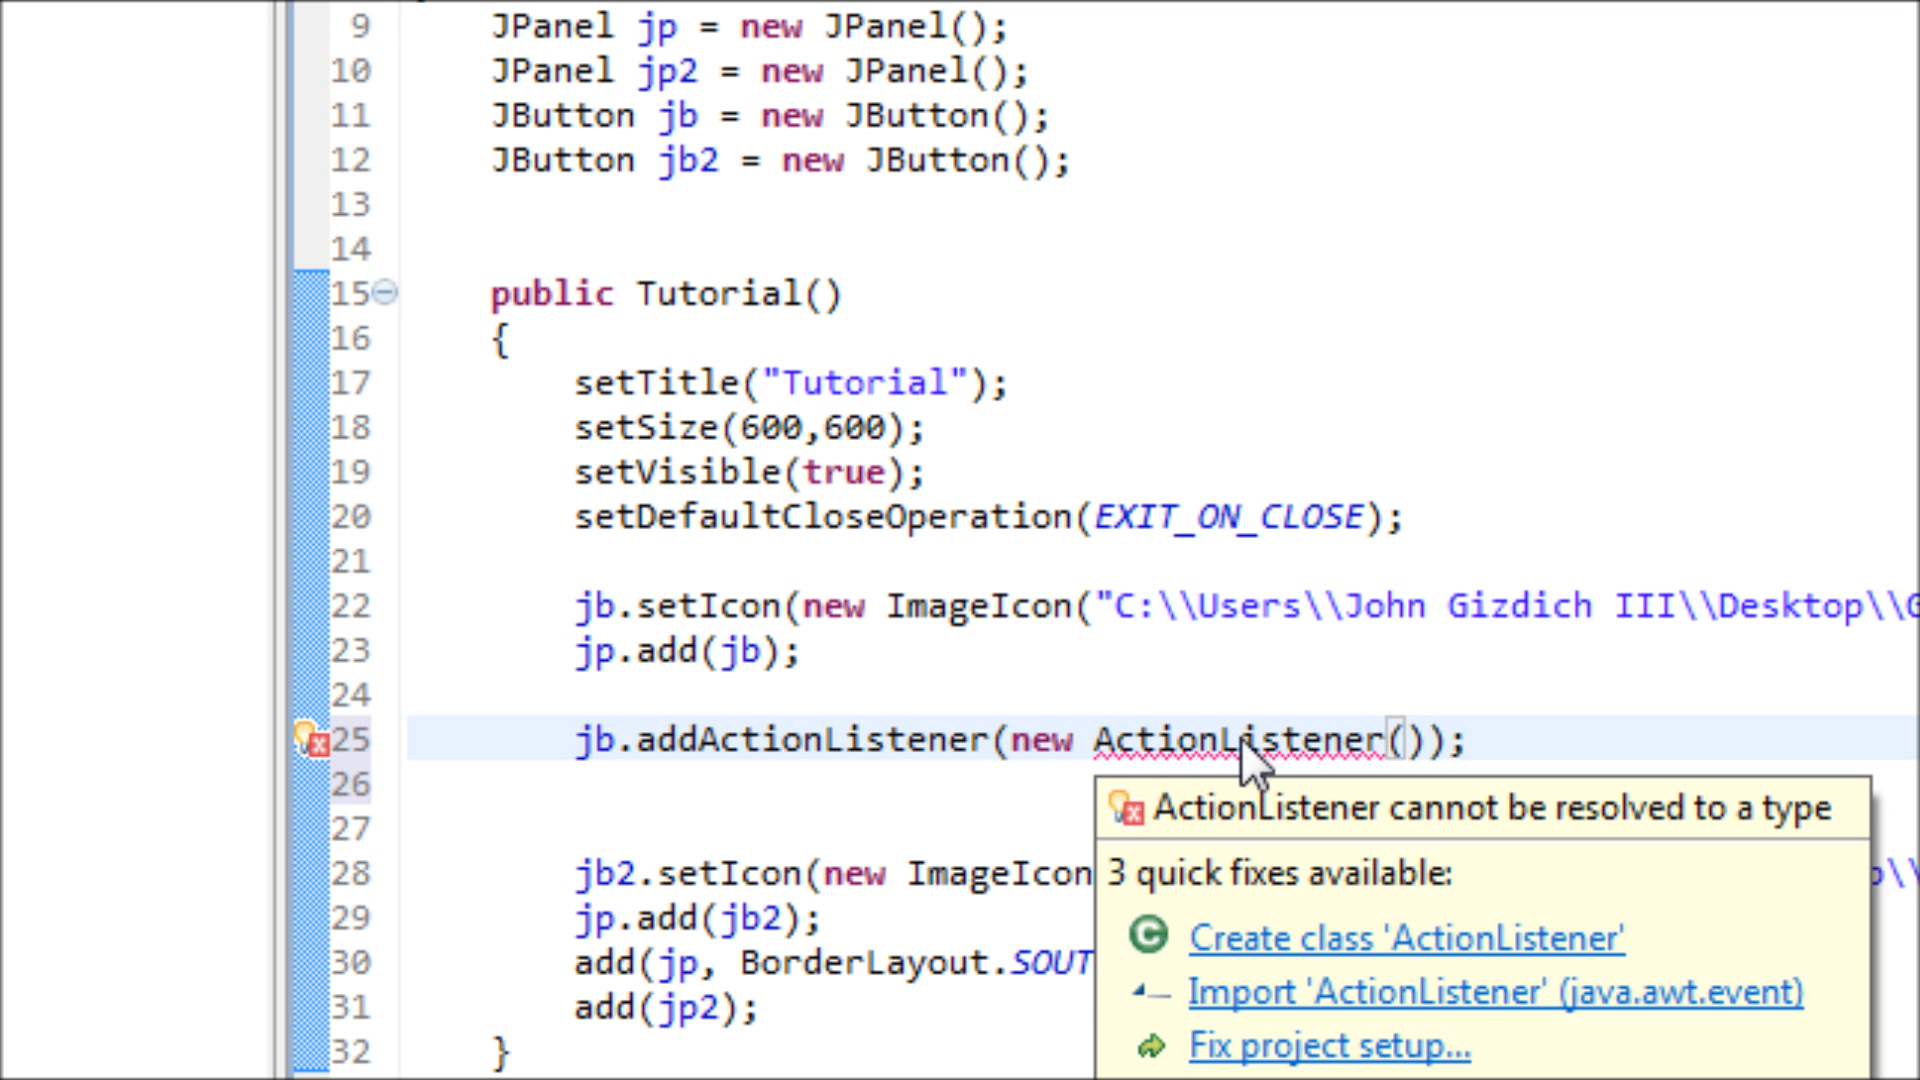 9 JPanel jp = new JPanel();
10 JPanel jp2 = new JPanel();
11 JButton jb = new JButton();
12 JButton jb2 = new JButton();
13
14
15 public Tutorial()
16 {
17 setTitle("Tutorial");
18 setSize(600,600);
19 setVisible(true);
20 setDefaultCloseOperation(EXIT_ON_CLOSE);
21
22 jb.setIcon(new ImageIcon("C:\\Users\\John Gizdich III\\Desktop\\G
23 jp.add(jb);
24
25 jb.addActionListener(new ActionListener());
26
27
28 jb2.setIcon(new ImageIcon
29 jp.add(jb2);
30 add(jp, BorderLayout.SOUT
31 add(jp2);
32 }
ActionListener cannot be resolved to a type
3 quick fixes available:
Create class 'ActionListener'
Import 'ActionListener' (java.awt.event)
Fix project setup...